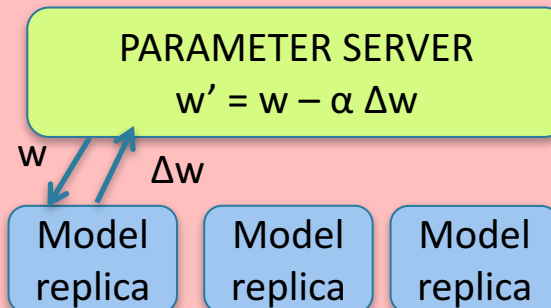 PARAMETER SERVER
w’ = w – α Δw
w
Δw
Model replica
Model replica
Model replica